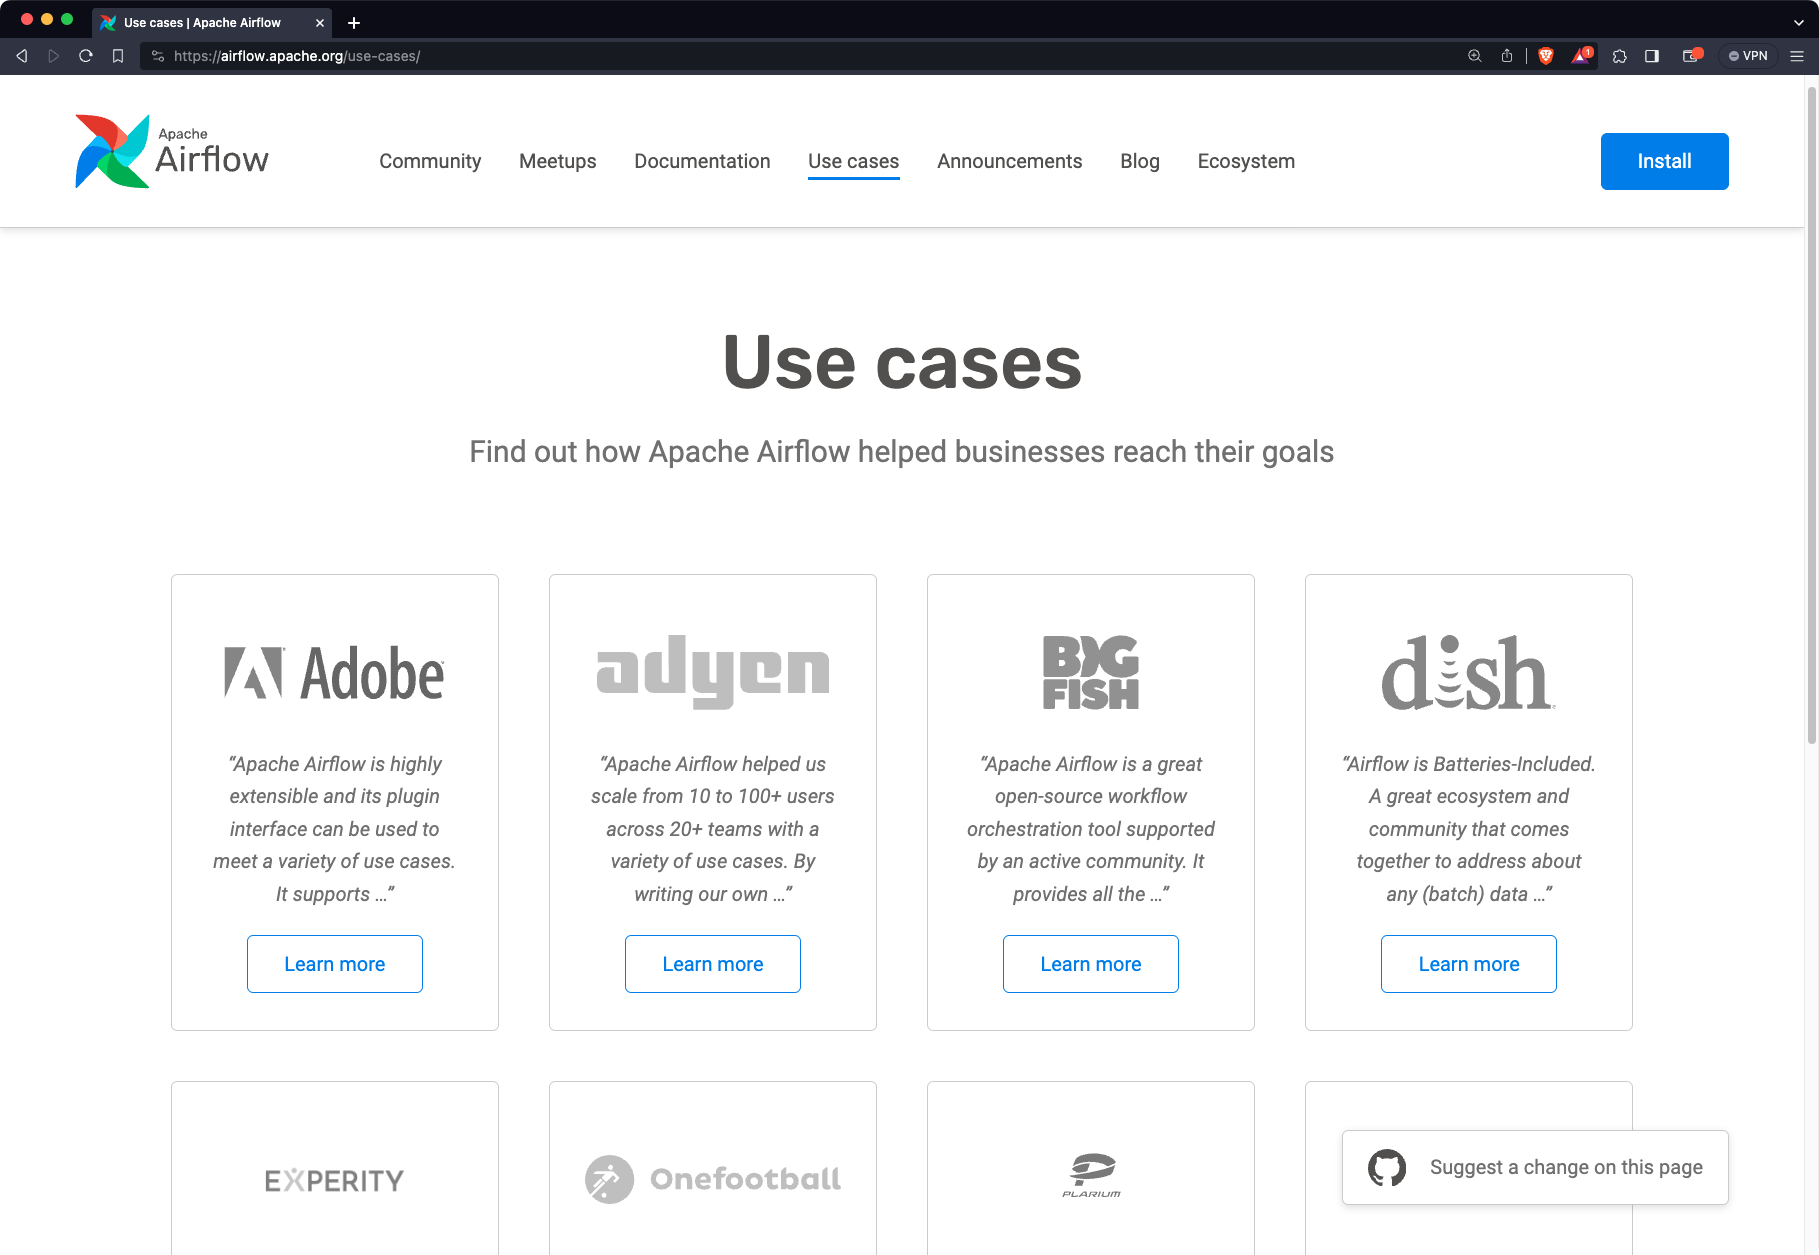 Use cases | Apache Airflow
https://airflow.apache.org/use-cases/
1
VPN
Apache
Airflow
Community
Meetups
Documentation
Use cases
Announcements
Blog
Ecosystem
Install
Use cases
Find out how Apache Airflow helped businesses reach their goals
Adobe
“Apache Airflow is highly
extensible and its plugin
interface can be used to
meet a variety of use cases.
It supports …”
Learn more
adyen
“Apache Airflow helped us
scale from 10 to 100+ users
across 20+ teams with a
variety of use cases. By
writing our own …”
Learn more
BIG
FISH
“Apache Airflow is a great
open-source workflow
orchestration tool supported
by an active community. It
provides all the …”
Learn more
dish
“Airflow is Batteries-Included.
A great ecosystem and
community that comes
together to address about
any (batch) data …”
Learn more
EXPERITY
Onefootball
PLARIUM
Suggest a change on this page